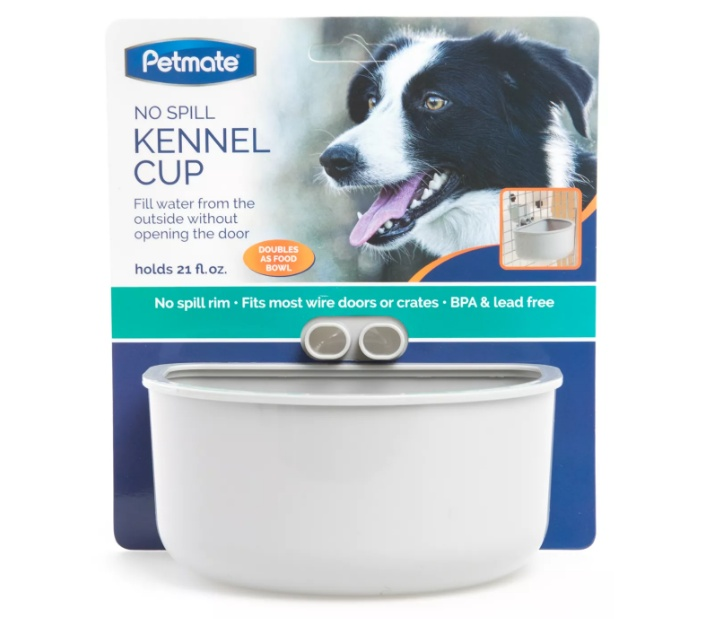 Petmate®
NO SPILL
KENNEL
CUP
Fill water from the
outside without
opening the door
DOUBLES
AS FOOD
BOWL
holds 21 fl.oz.
No spill rim • Fits most wire doors or crates • BPA & lead free